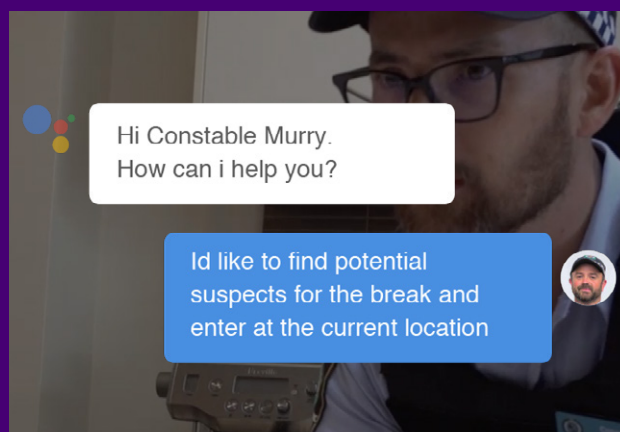 Hi Constable Murry.
How can i help you?
Id like to find potential
suspects for the break and
enter at the current location